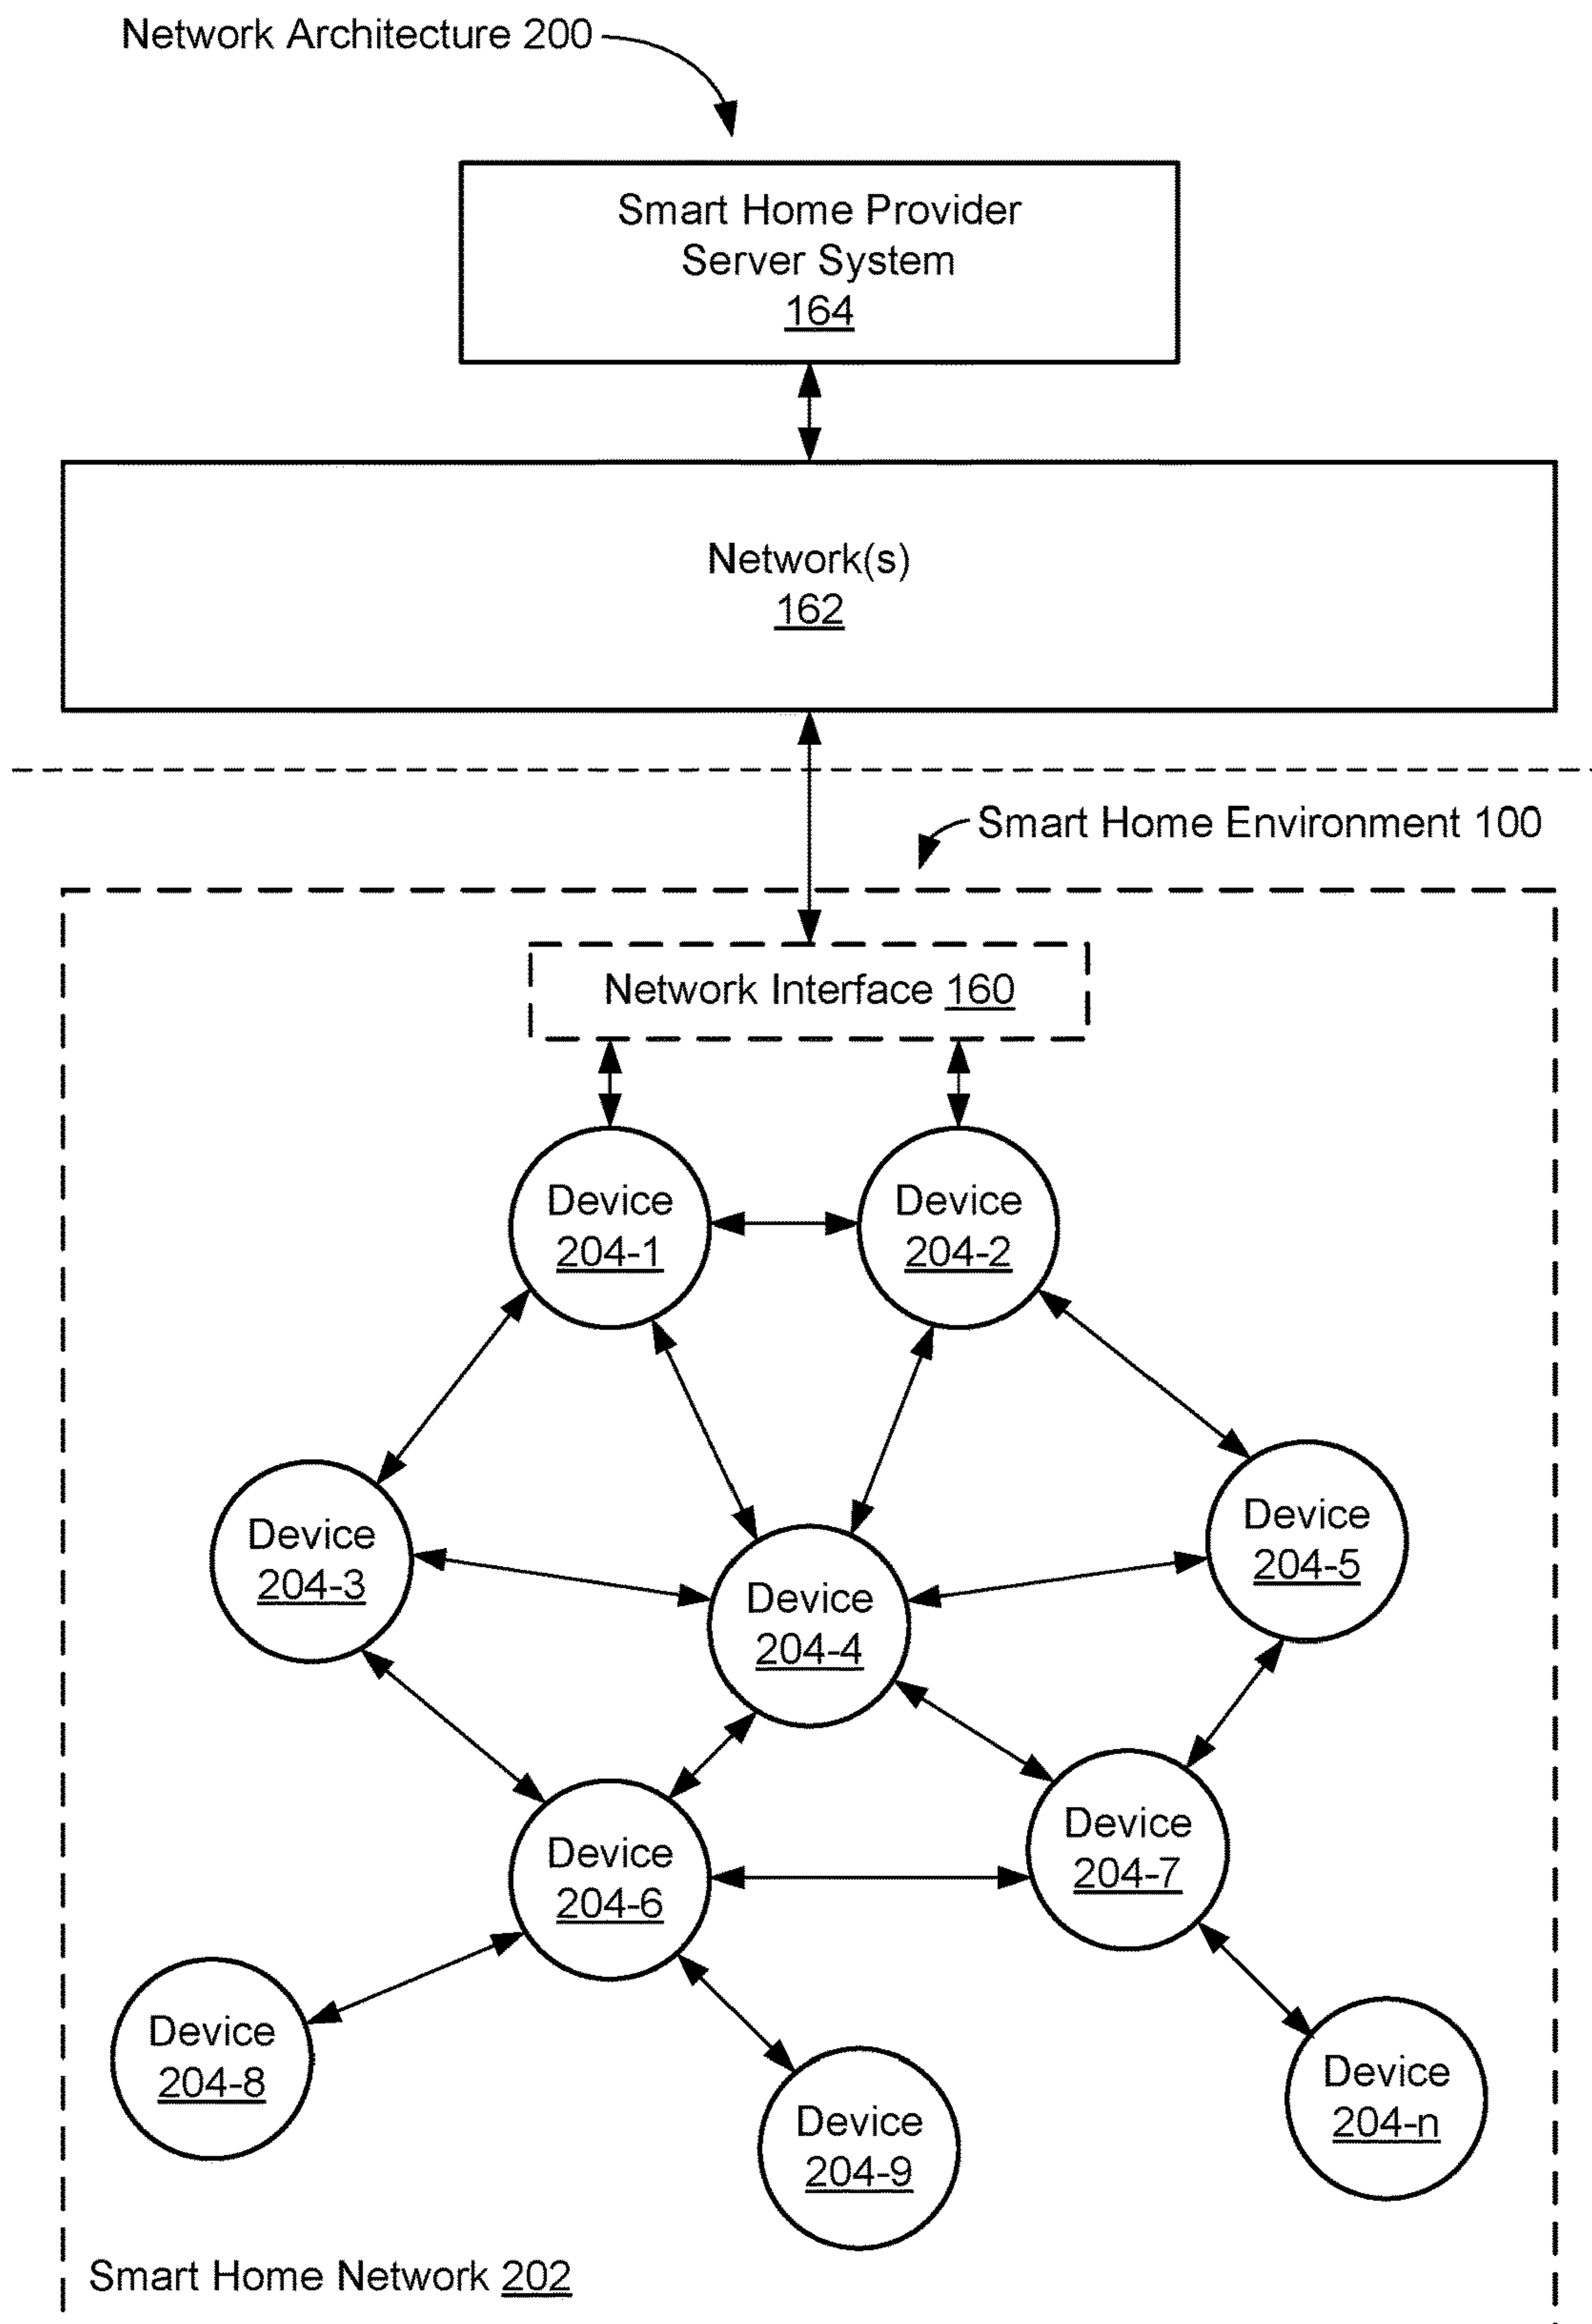 Network Architecture 200
Smart Home Provider
Server System
164
Network(s)
162
Smart Home Environment 100
Network Interface 160
Device
204-1
Device
204-2
Device
204-3
Device
204-4
Device
204-5
Device
204-6
Device
204-7
Device
204-8
Device
204-9
Device
204-n
Smart Home Network 202